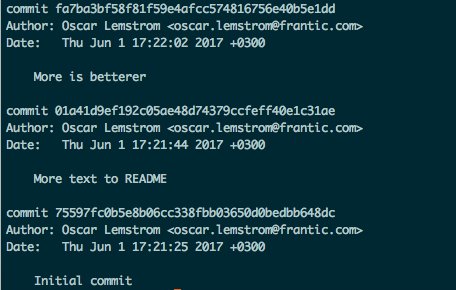 commit fa7ba3bf58f81f59e4afcc574816756e40b5e1dd
Author: Oscar Lemstrom <oscar.lemstrom@frantic.com>
Date:   Thu Jun 1 17:22:02 2017 +0300
More is betterer
commit 01a41d9ef192c05ae48d74379ccfeff40e1c31ae
Author: Oscar Lemstrom <oscar.lemstrom@frantic.com>
Date:   Thu Jun 1 17:21:44 2017 +0300
More text to README
commit 75597fc0b5e8b06cc338fbb03650d0bedbb648dc
Author: Oscar Lemstrom <oscar.lemstrom@frantic.com>
Date:   Thu Jun 1 17:21:25 2017 +0300
Initial commit